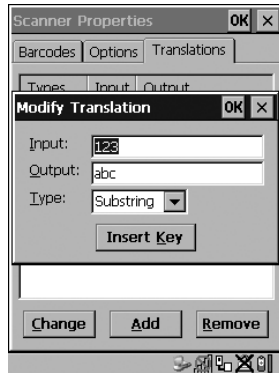 Scanner Properties OK ×
Barcodes Options Translations
Types Input Output
Modify Translation OK ×
Input: 123
Output: abc
Type: Substring
Insert Key
Change Add Remove